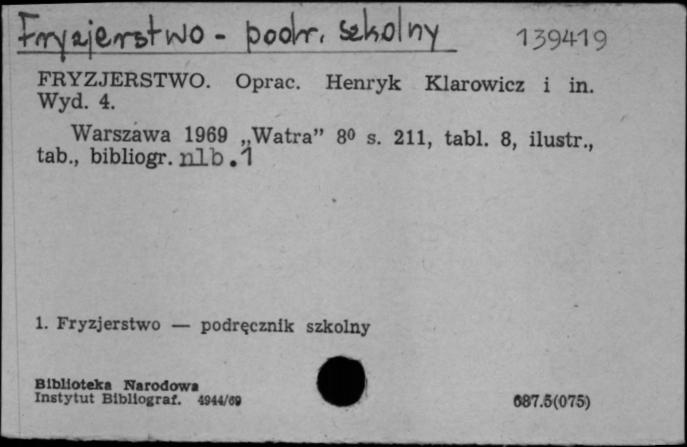 Fryzjerstwo - podr. szkolny 139419
FRYZJERSTWO. Oprac. Henryk Klarowicz i in.
Wyd. 4.
Warszawa 1969 „Watra” 8⁰ s. 211, tabl. 8, ilustr.,
tab., bibliogr. nlb. 1
1. Fryzjerstwo — podręcznik szkolny
Biblioteka Narodowa
Instytut Bibliograf. 4944/69
687.5(075)